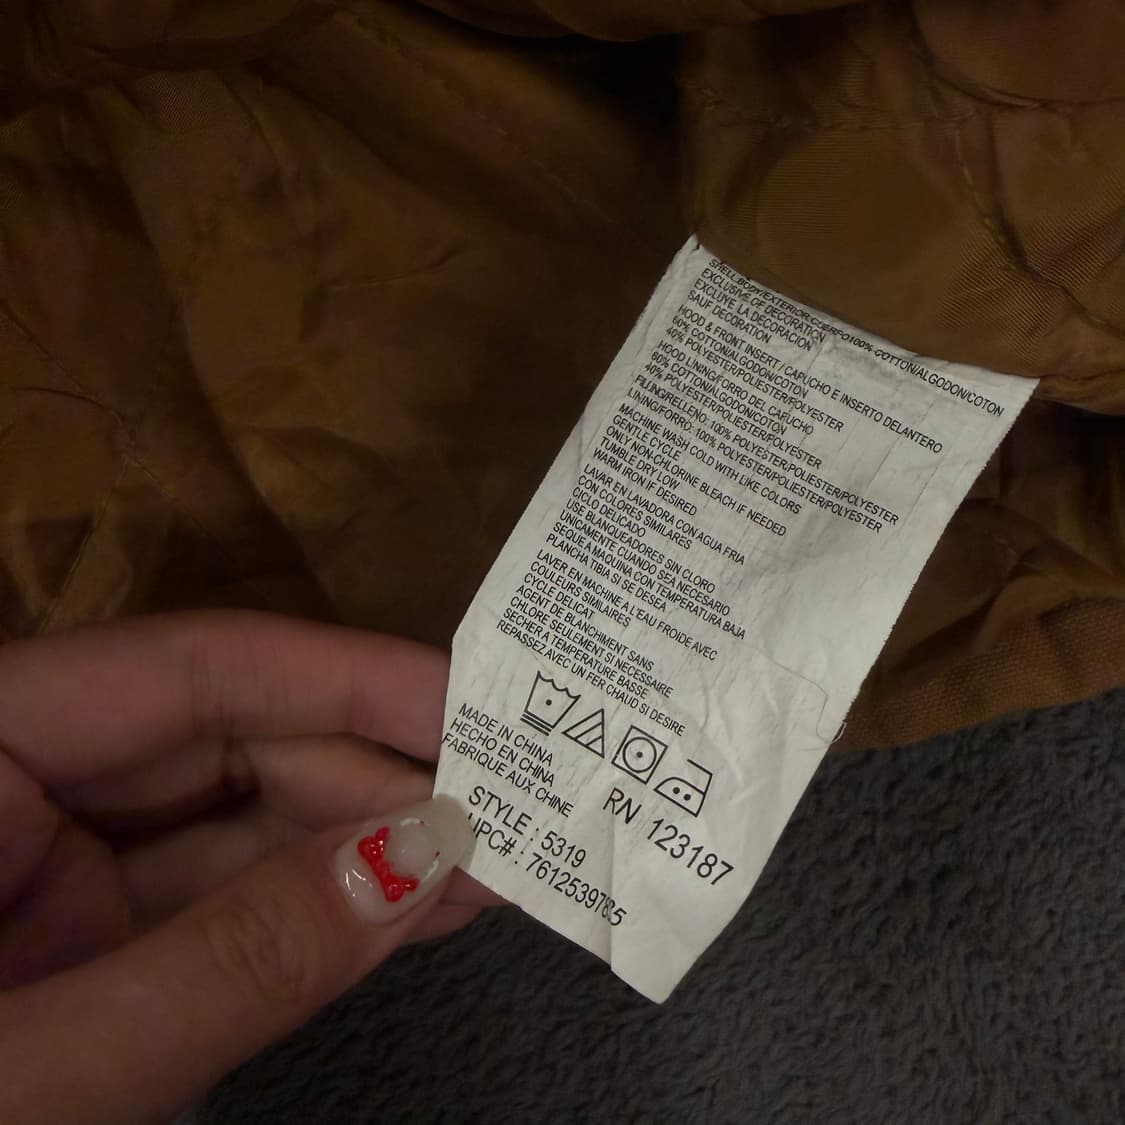 SHELL:BODY/EXTERIOR:CUERPO100% COTTON/ALGODON/COTON
EXCLUSIVE OF DECORATION
EXCLUYE LA DECORACION
SAUF DECORATION
HOOD & FRONT INSERT / CAPUCHO E INSERTO DELANTERO
60% COTTON/ALGODON/COTON
40% POLYESTER/POLIESTER/POLYESTER
HOOD LINING/FORRO DEL CAPUCHO
60% COTTON/ALGODON/COTON
40% POLYESTER/POLIESTER/POLYESTER
FILLING/RELLENO: 100% POLYESTER/POLIESTER/POLYESTER
LINING/FORRO: 100% POLYESTER/POLIESTER/POLYESTER
MACHINE WASH COLD WITH LIKE COLORS
GENTLE CYCLE
ONLY NON-CHLORINE BLEACH IF NEEDED
TUMBLE DRY LOW
WARM IRON IF DESIRED
LAVAR EN LAVADORA CON AGUA FRIA
CON COLORES SIMILARES
CICLO DELICADO
USE BLANQUEADORES SIN CLORO
UNICAMENTE CUANDO SEA NECESARIO
SEQUE A MAQUINA CON TEMPERATURA BAJA
PLANCHA TIBIA SI SE DESEA
LAVER EN MACHINE A L'EAU FROIDE AVEC
COULEURS SIMILAIRES
CYCLE DELICAT
AGENT DE BLANCHIMENT SANS
CHLORE SEULEMENT SI NECESSAIRE
SECHER A TEMPERATURE BASSE
REPASSEZ AVEC UN FER CHAUD SI DESIRE
MADE IN CHINA
HECHO EN CHINA
FABRIQUE AUX CHINE
RN 123187
STYLE : 5319
UPC# :